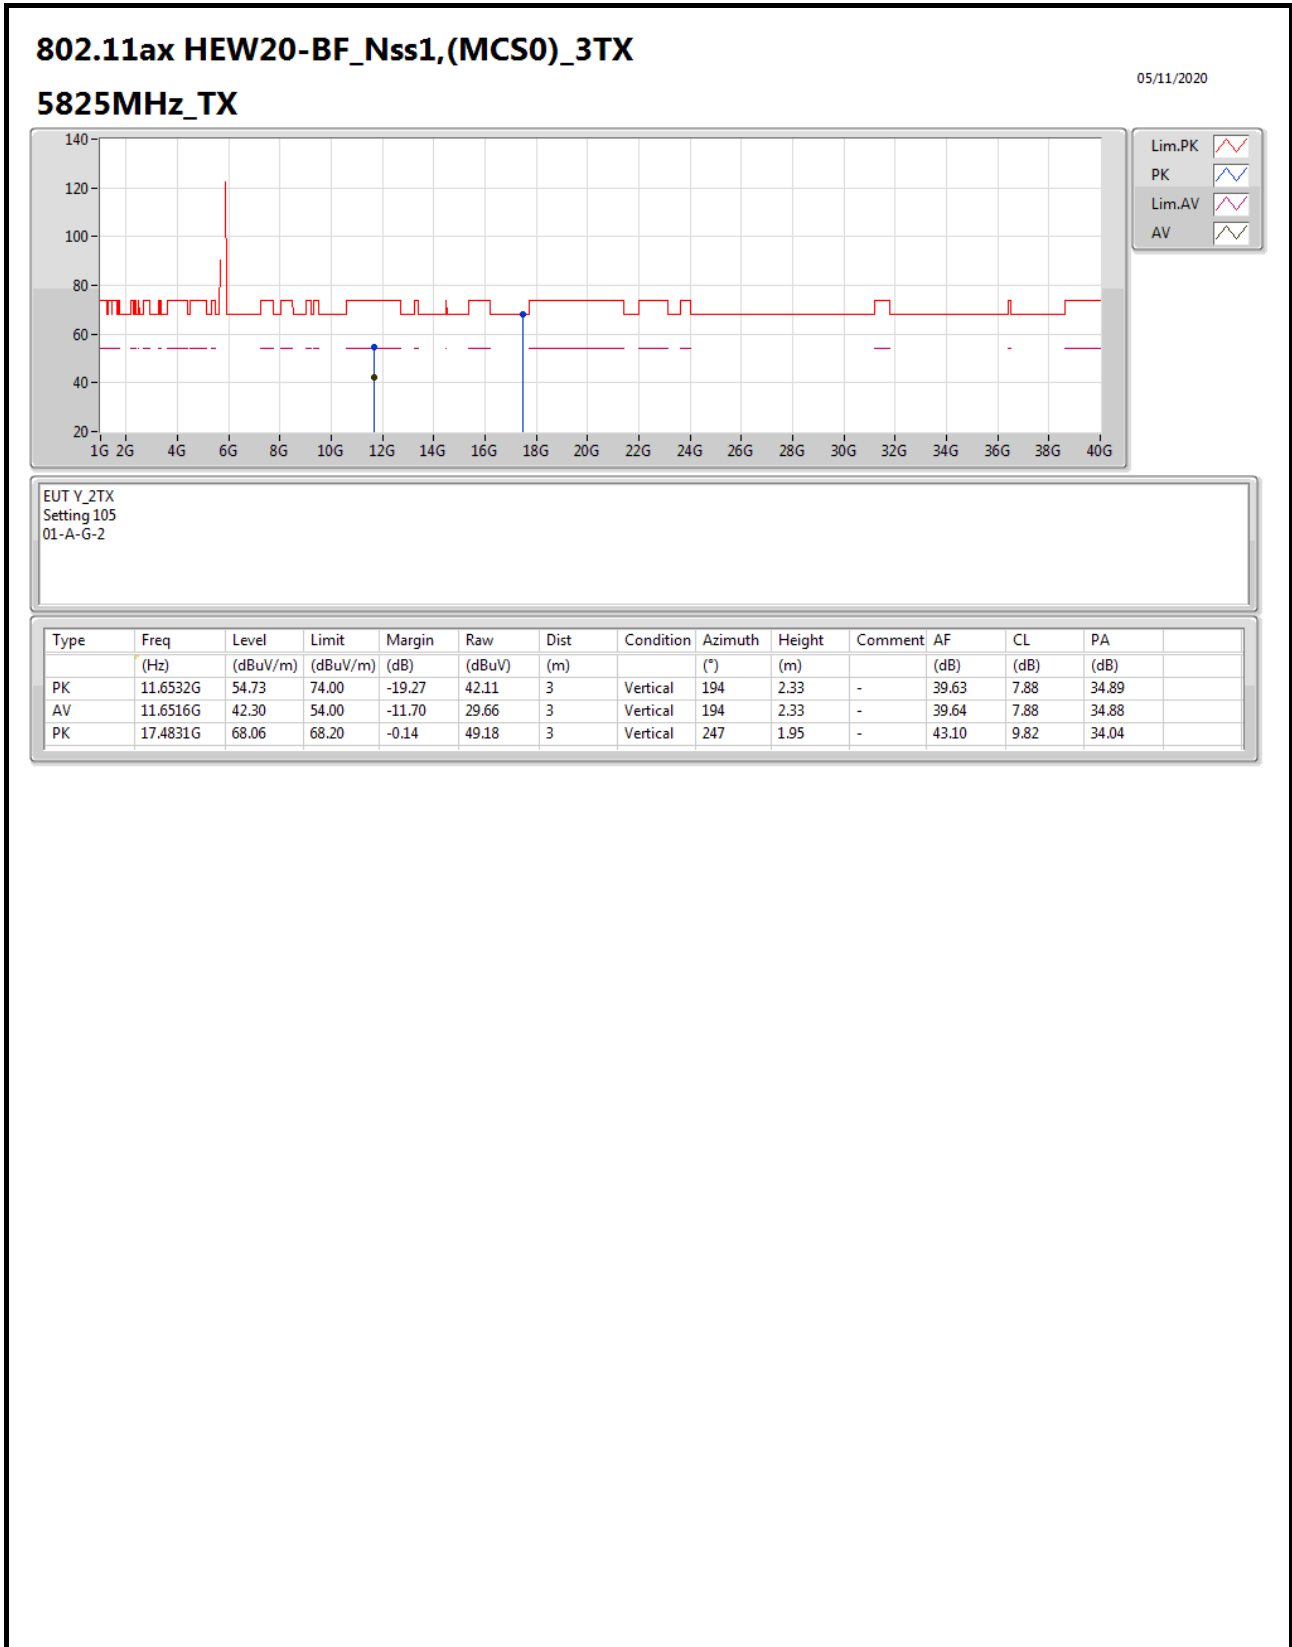 802.11ax HEW20-BF_Nss1,(MCS0)_3TX
05/11/2020
5825MHz_TX
140
120
100
80
60
40
20
1G 2G 4G 6G 8G 10G 12G 14G 16G 18G 20G 22G 24G 26G 28G 30G 32G 34G 36G 38G 40G
Lim.PK
PK
Lim.AV
AV
EUT Y_2TX
Setting 105
01-A-G-2
Type Freq Level Limit Margin Raw Dist Condition Azimuth Height Comment AF CL PA
(Hz) (dBuV/m) (dBuV/m) (dB) (dBuV) (m) (°) (m) (dB) (dB) (dB)
PK 11.6532G 54.73 74.00 -19.27 42.11 3 Vertical 194 2.33 - 39.63 7.88 34.89
AV 11.6516G 42.30 54.00 -11.70 29.66 3 Vertical 194 2.33 - 39.64 7.88 34.88
PK 17.4831G 68.06 68.20 -0.14 49.18 3 Vertical 247 1.95 - 43.10 9.82 34.04